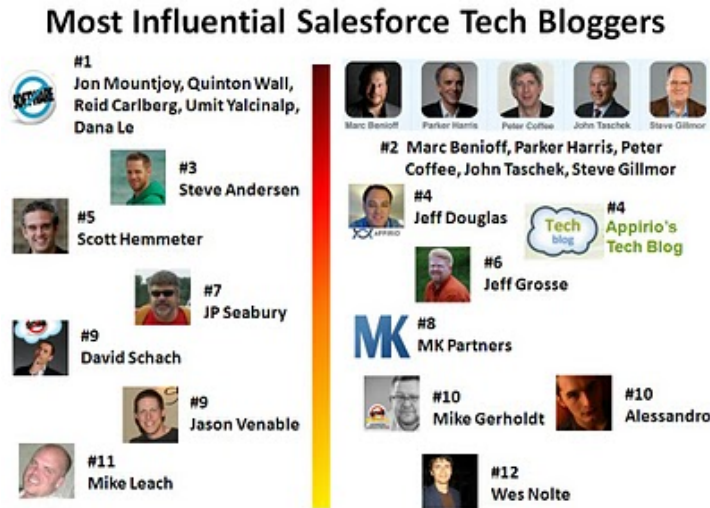 Most Influential Salesforce Tech Bloggers
#1
Jon Mountjoy, Quinton Wall,
Reid Carlberg, Umit Yalcinalp,
Dana Le
SOFTWARE
#3
Steve Andersen
#5
Scott Hemmeter
#7
JP Seabury
#9
David Schach
#9
Jason Venable
#11
Mike Leach
Marc Benioff
Parker Harris
Peter Coffee
John Taschek
Steve Gillmor
#2 Marc Benioff, Parker Harris, Peter
Coffee, John Taschek, Steve Gillmor
#4
Jeff Douglas
APPIRIO
Tech
blog
#4
Appirio's
Tech Blog
#6
Jeff Grosse
MK
#8
MK Partners
#10
Mike Gerholdt
#10
Alessandro
#12
Wes Nolte